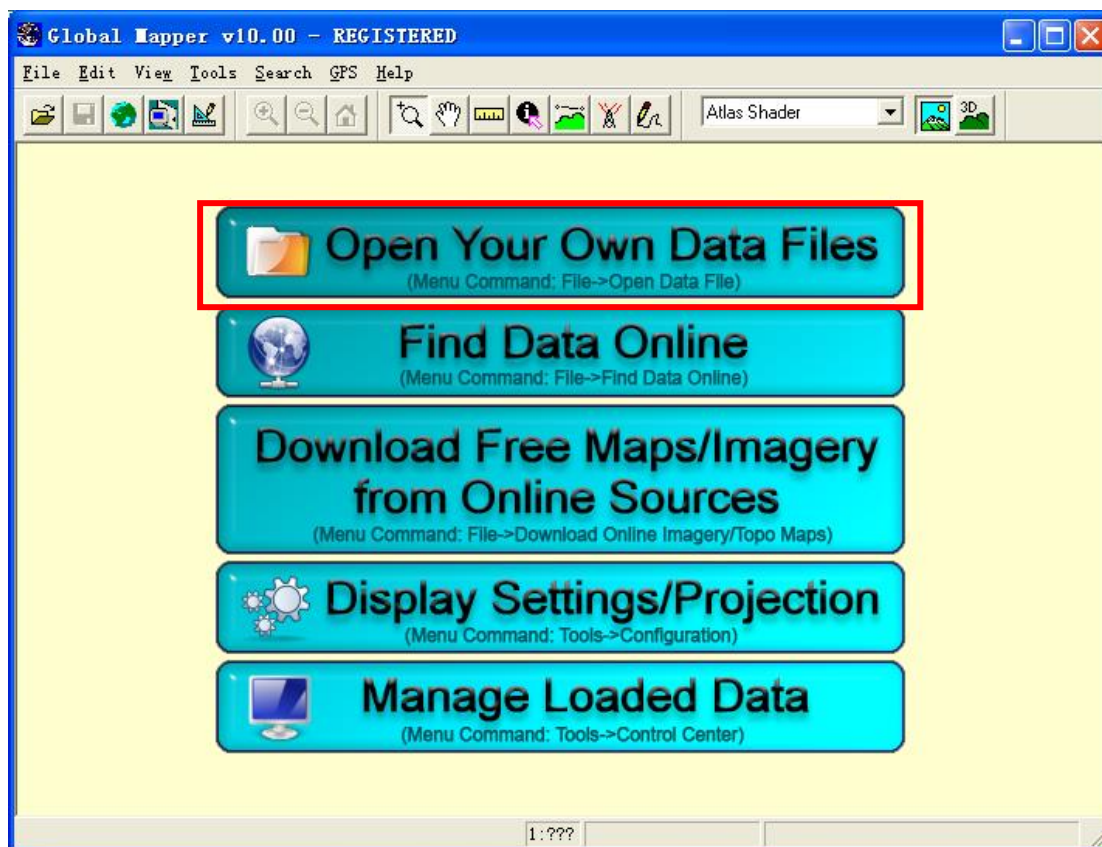 Global Mapper v10.00 - REGISTERED
File Edit View Tools Search GPS Help
Atlas Shader
3D
Open Your Own Data Files
(Menu Command: File->Open Data File)
Find Data Online
(Menu Command: File->Find Data Online)
Download Free Maps/Imagery
from Online Sources
(Menu Command: File->Download Online Imagery/Topo Maps)
Display Settings/Projection
(Menu Command: Tools->Configuration)
Manage Loaded Data
(Menu Command: Tools->Control Center)
1:???